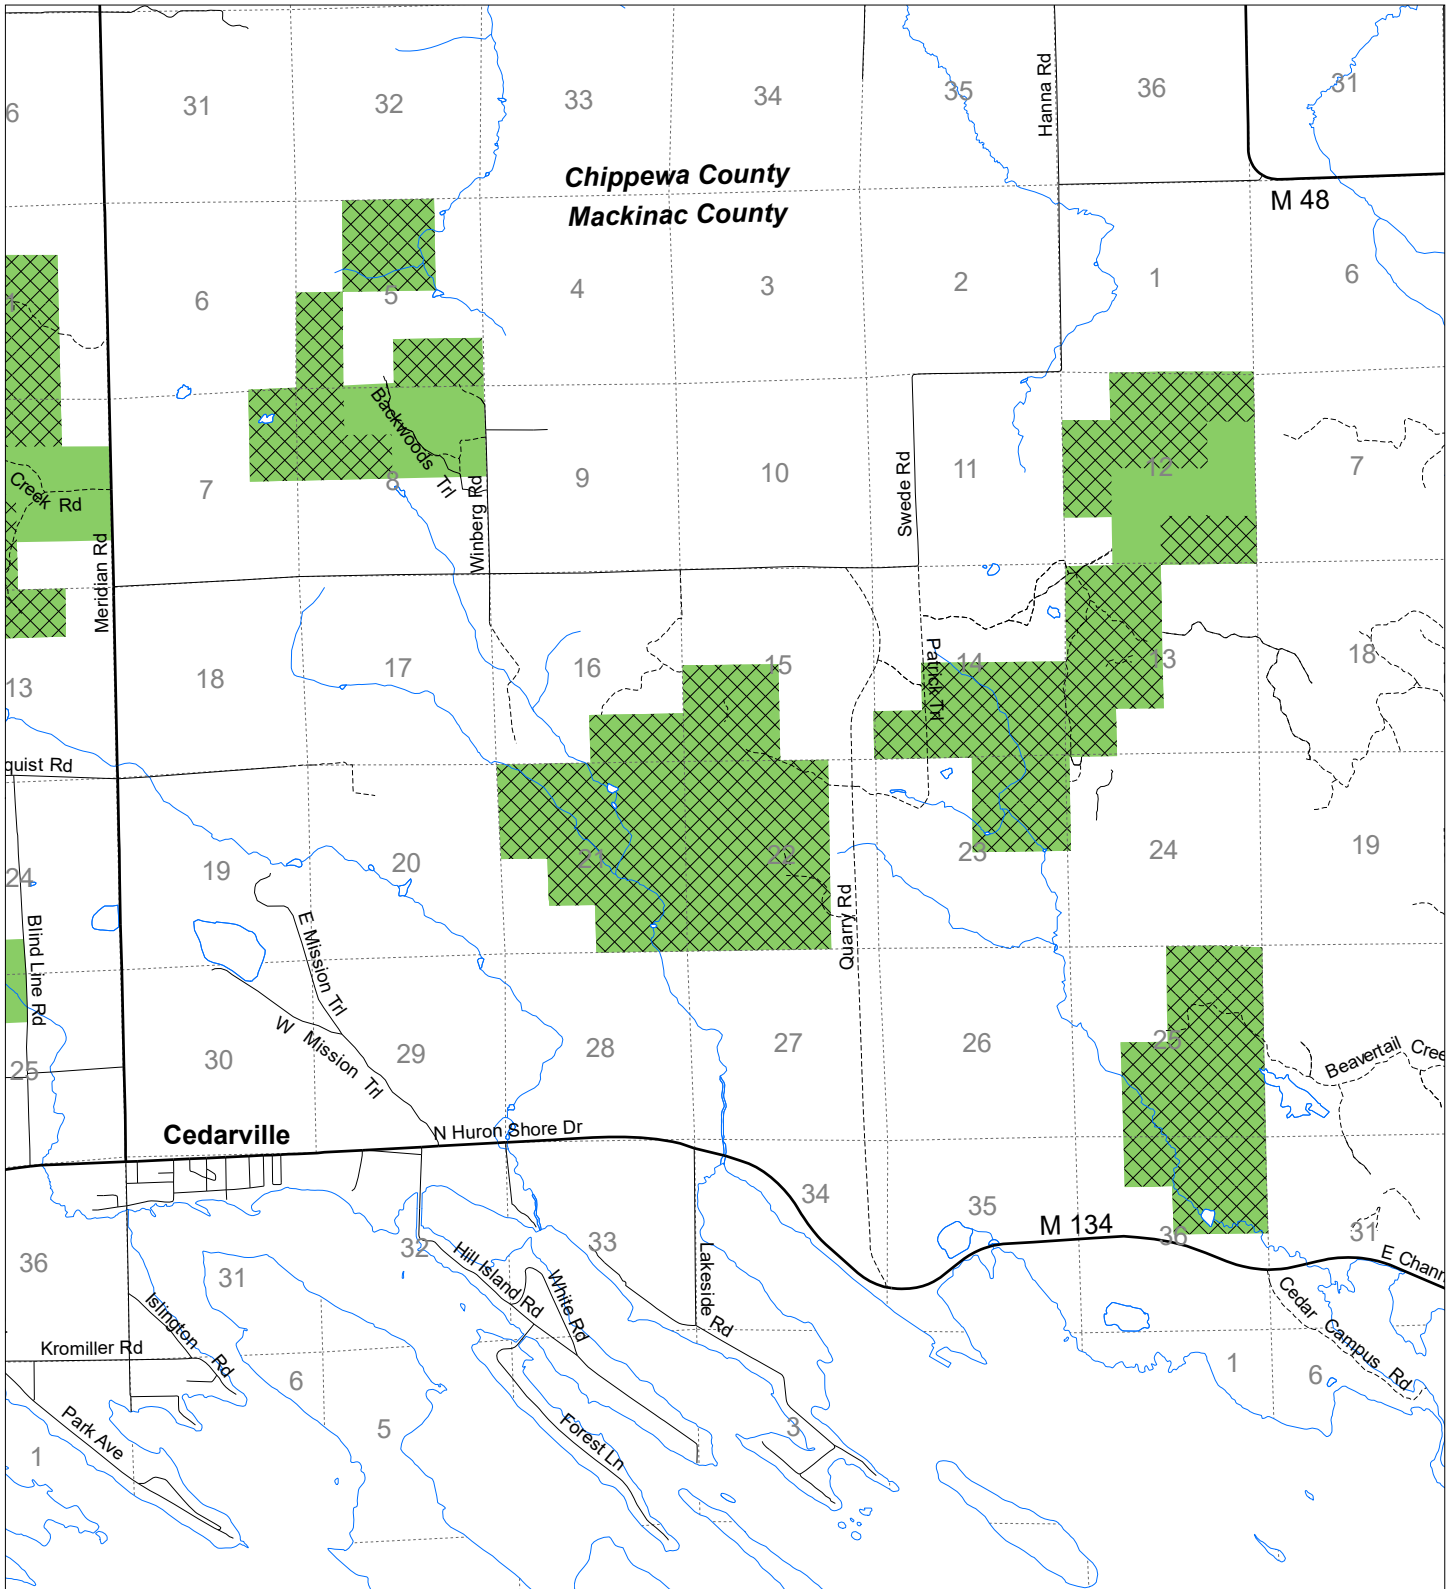 6
31
32
33
34
35
Hanna Rd
36
31
Chippewa County
Mackinac County
M 48
6
5
4
3
2
1
6
Backwoods Trl
Creek Rd
Meridian Rd
7
8
Winberg Rd
9
10
Swede Rd
11
12
7
13
18
17
16
15
Patrick Trl
14
13
18
quist Rd
24
Blind Line Rd
19
20
21
22
Quarry Rd
23
24
19
E Mission Trl
W Mission Trl
25
30
29
28
27
26
25
Beavertail Cree
Cedarville
N Huron Shore Dr
36
31
32
33
34
35
M 134
36
31
E Chann
Hill Island Rd
White Rd
Lakeside Rd
Islington Rd
Kromiller Rd
Cedar Campus Rd
Park Ave
1
6
5
Forest Ln
3
1
6